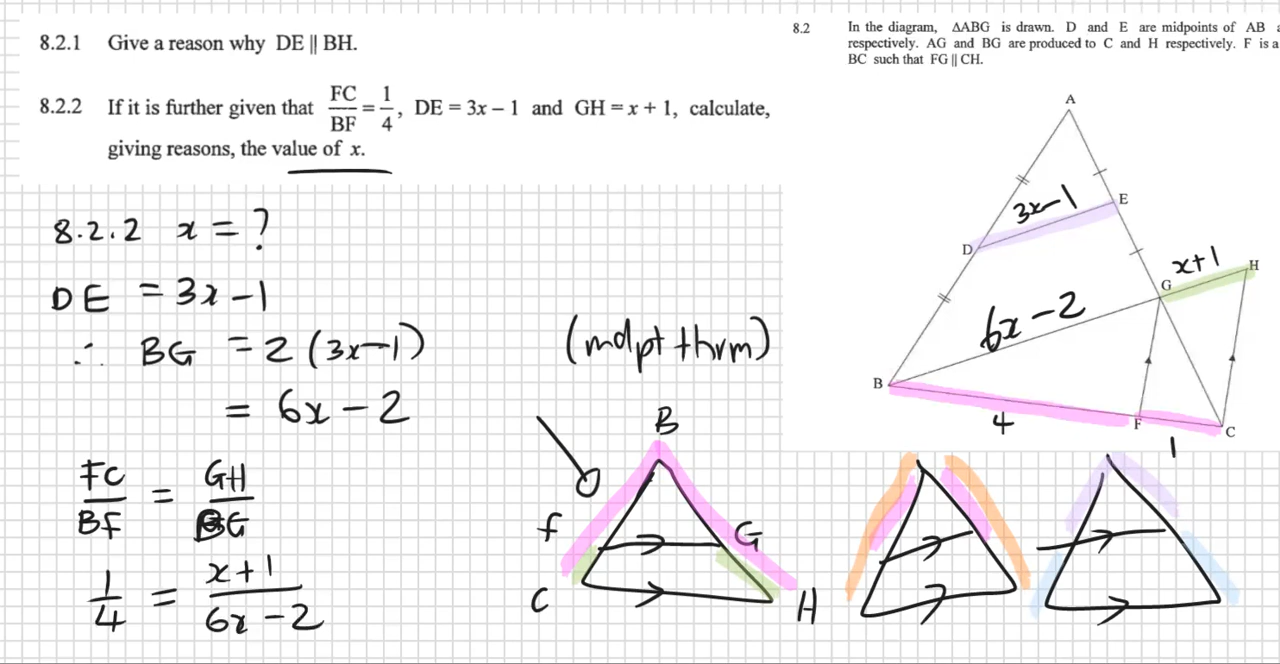 8.2.1 Give a reason why DE || BH.
8.2.2 If it is further given that FC/BF = 1/4, DE = 3x – 1 and GH = x + 1, calculate,
giving reasons, the value of x.
8.2 In the diagram, ΔABG is drawn. D and E are midpoints of AB
respectively. AG and BG are produced to C and H respectively. F is a
BC such that FG || CH.
8.2.2 x = ?
DE = 3x – 1
∴ BG = 2(3x–1) (mdpt thrm)
= 6x – 2
FC/BF = GH/BG
1/4 = x+1/6x – 2
A
E
3x–1
D
x+1
H
G
6x – 2
B
4
F
C
1
B
f
G
C
H